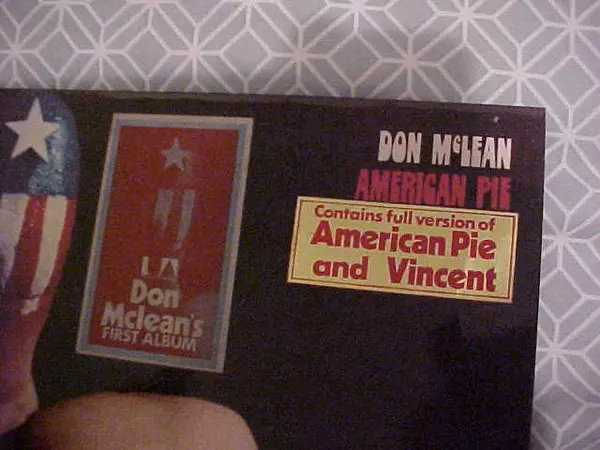 DON McLEAN
AMERICAN PIE
Contains full version of
American Pie
and Vincent
UA
Don
Mclean's
FIRST ALBUM